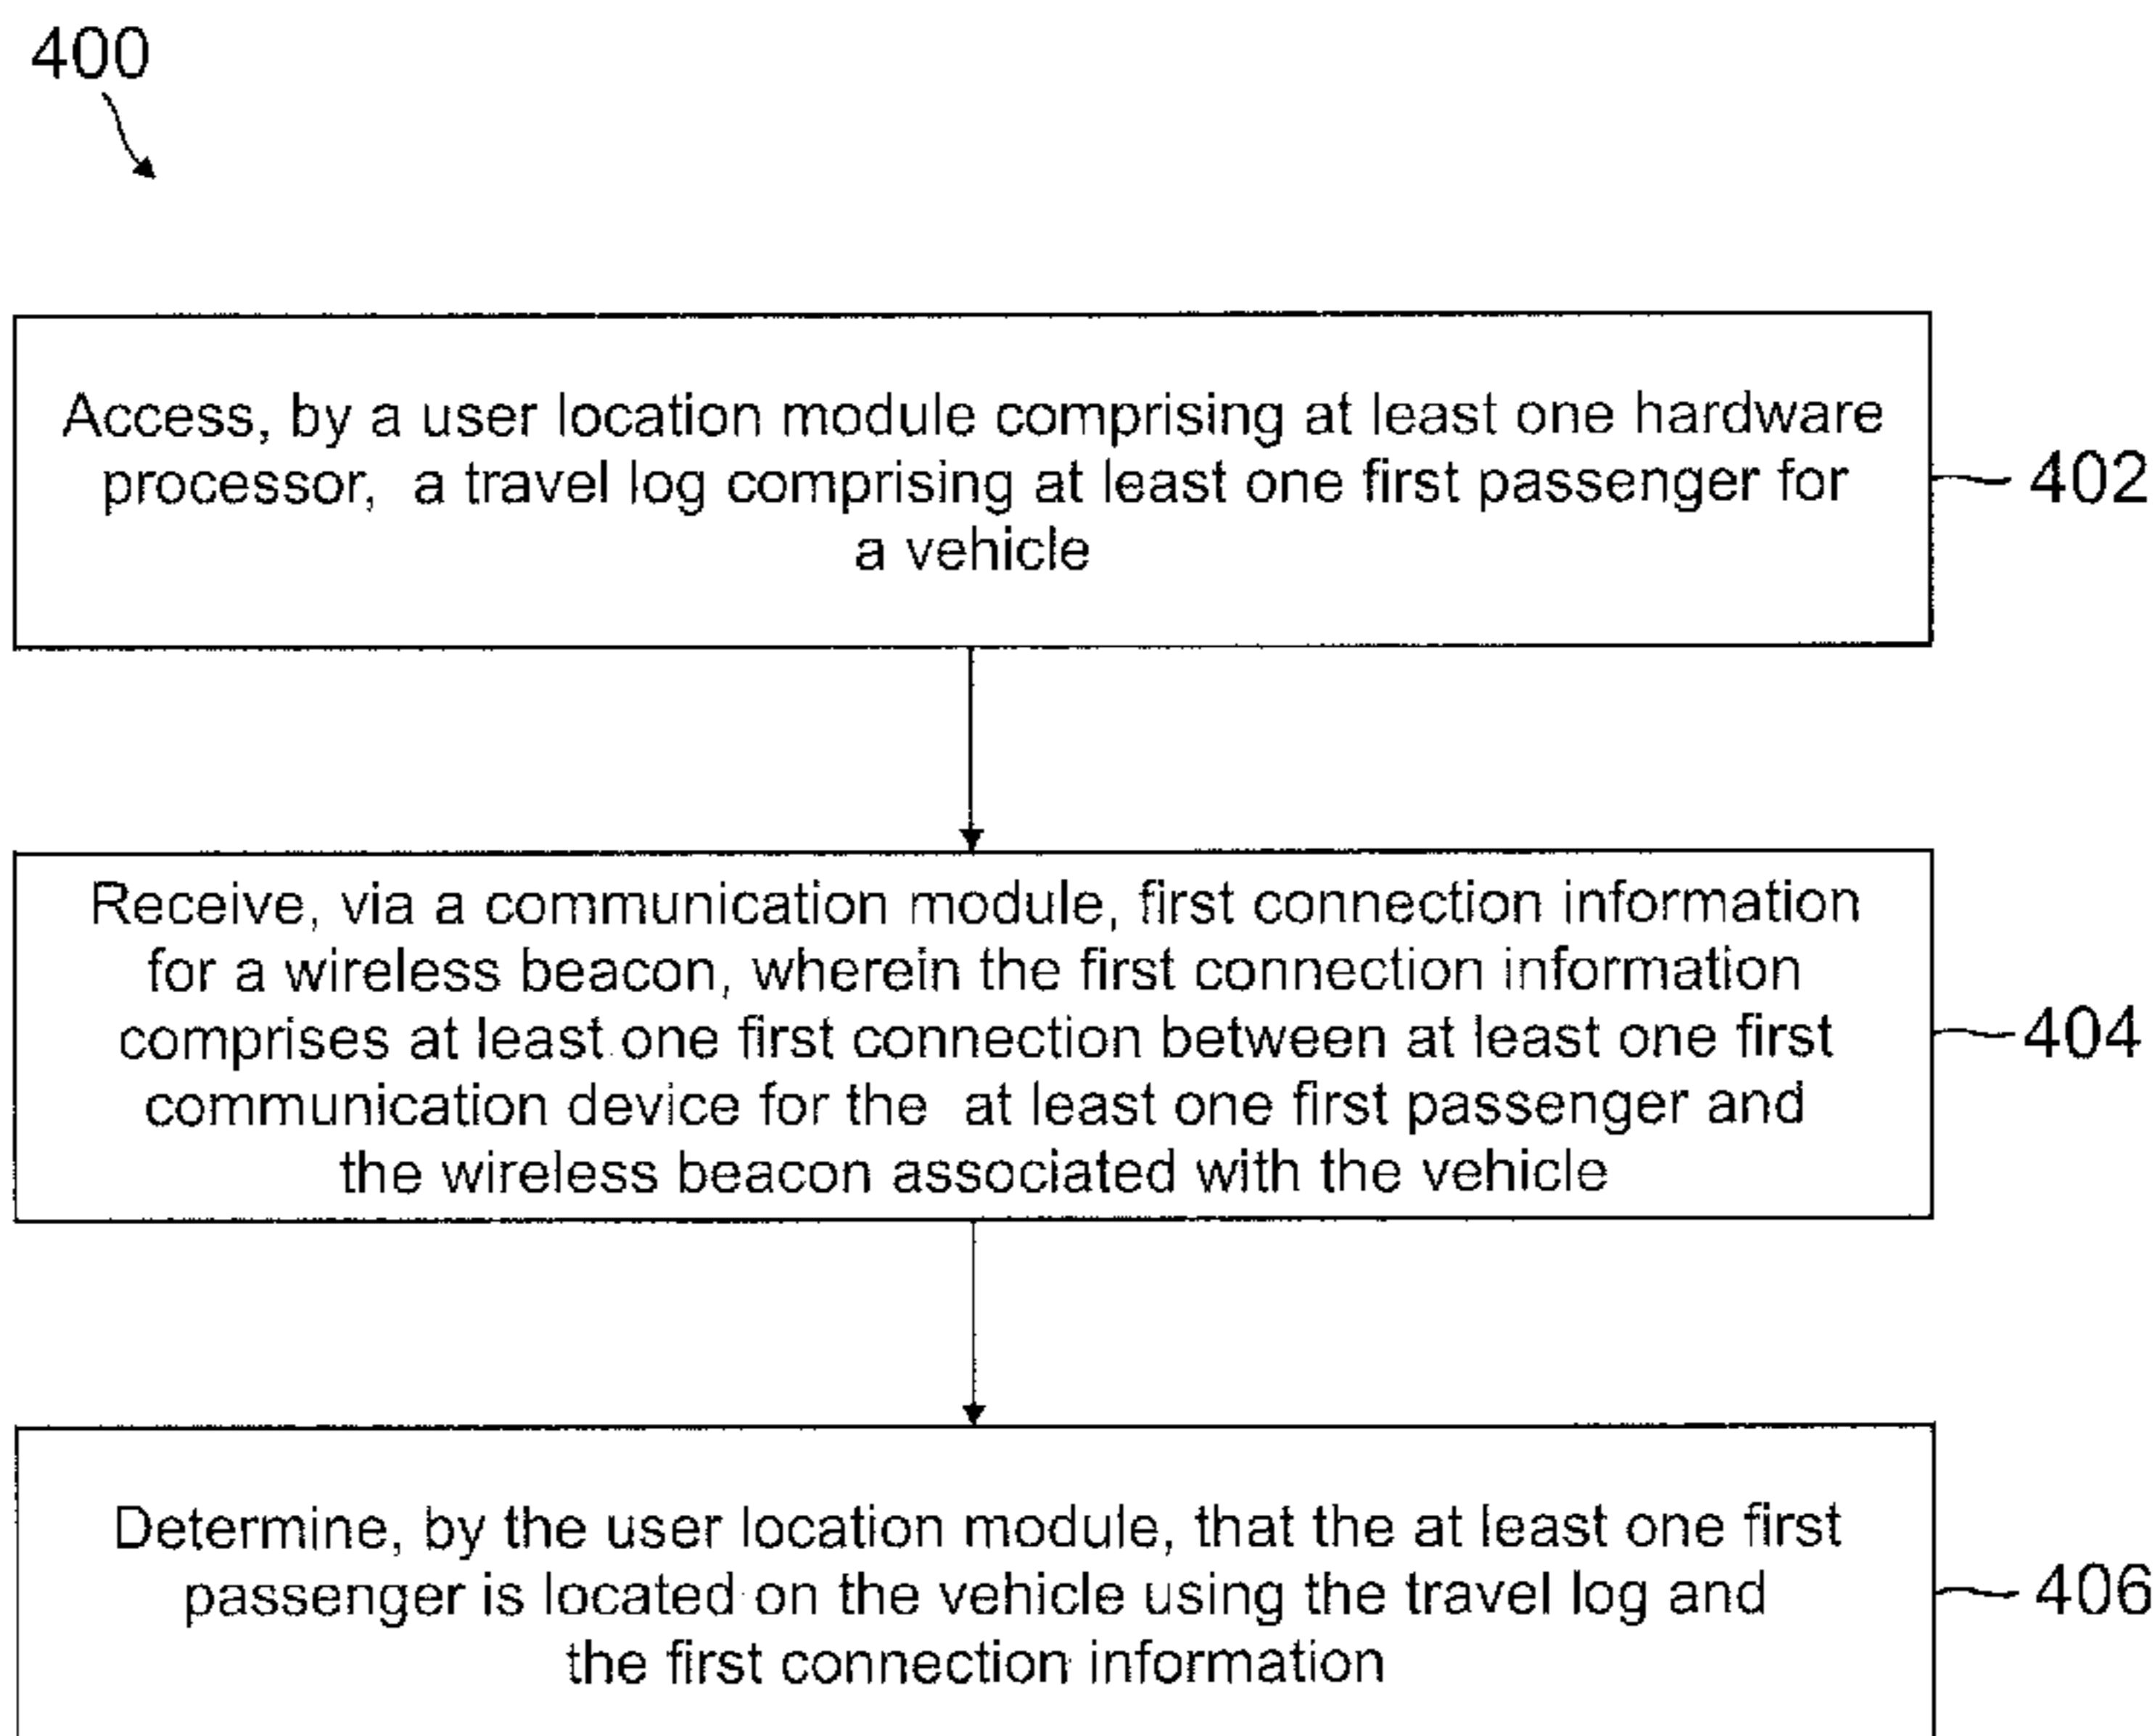 400
Access, by a user location module comprising at least one hardware
processor, a travel log comprising at least one first passenger for
a vehicle
402
Receive, via a communication module, first connection information
for a wireless beacon, wherein the first connection information
comprises at least one first connection between at least one first
communication device for the at least one first passenger and
the wireless beacon associated with the vehicle
404
Determine, by the user location module, that the at least one first
passenger is located on the vehicle using the travel log and
the first connection information
406